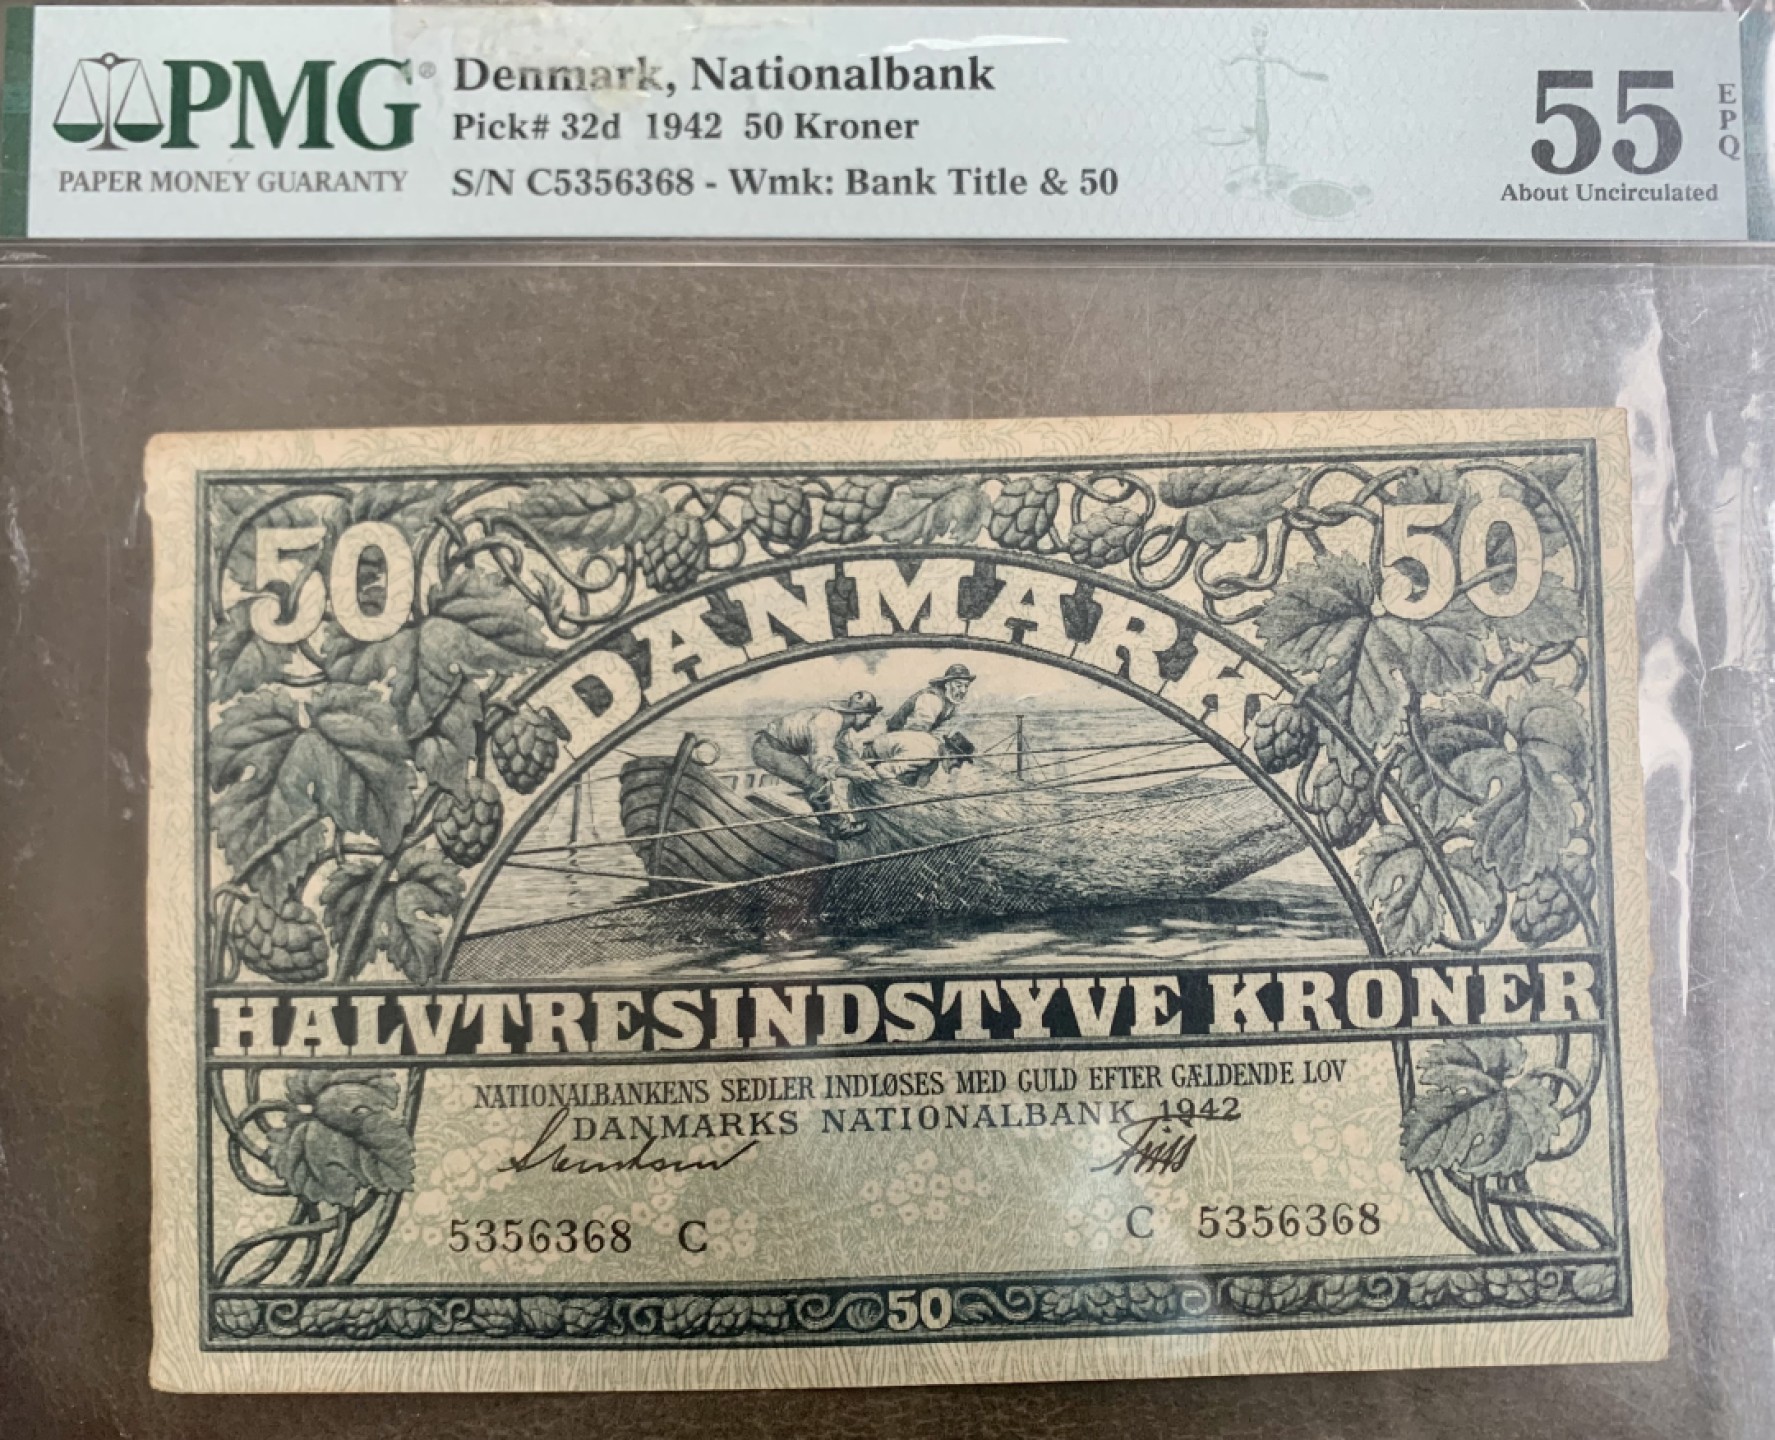 PMG®
PAPER MONEY GUARANTY
Denmark, Nationalbank
Pick# 32d 1942 50 Kroner
S/N C5356368 - Wmk: Bank Title & 50
55
EPQ
About Uncirculated
50 50
DANMARK
HALVTRESINDSTYVE KRONER
NATIONALBANKENS SEDLER INDLØSES MED GULD EFTER GÆLDENDE LOV
DANMARKS NATIONALBANK 1942
Svendsen Friis
5356368 C C 5356368
50